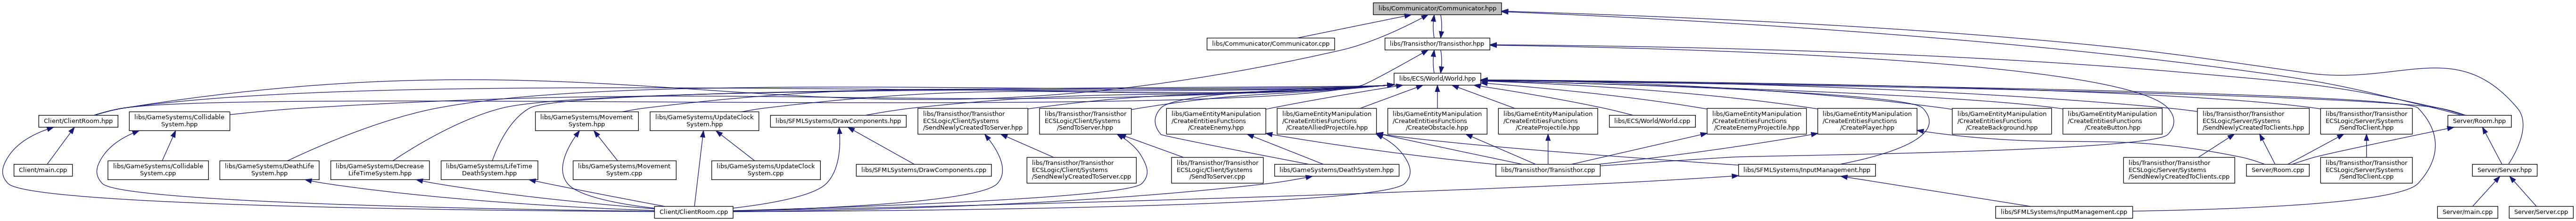 libs/Communicator/Communicator.hpp
libs/Communicator/Communicator.cpp
libs/Transisthor/Transisthor.hpp
libs/ECS/World/World.hpp
Client/ClientRoom.hpp
libs/GameSystems/Collidable
System.hpp
libs/GameSystems/Movement
System.hpp
libs/GameSystems/UpdateClock
System.hpp
libs/SFMLSystems/DrawComponents.hpp
libs/Transisthor/Transisthor
ECSLogic/Client/Systems
/SendNewlyCreatedToServer.hpp
libs/Transisthor/Transisthor
ECSLogic/Client/Systems
/SendToServer.hpp
libs/GameEntityManipulation
/CreateEntitiesFunctions
/CreateEnemy.hpp
libs/GameEntityManipulation
/CreateEntitiesFunctions
/CreateAlliedProjectile.hpp
libs/GameEntityManipulation
/CreateEntitiesFunctions
/CreateObstacle.hpp
libs/GameEntityManipulation
/CreateEntitiesFunctions
/CreateProjectile.hpp
libs/ECS/World/World.cpp
libs/GameEntityManipulation
/CreateEntitiesFunctions
/CreateEnemyProjectile.hpp
libs/GameEntityManipulation
/CreateEntitiesFunctions
/CreatePlayer.hpp
libs/GameEntityManipulation
/CreateEntitiesFunctions
/CreateBackground.hpp
libs/GameEntityManipulation
/CreateEntitiesFunctions
/CreateButton.hpp
libs/Transisthor/Transisthor
ECSLogic/Server/Systems
/SendNewlyCreatedToClients.hpp
libs/Transisthor/Transisthor
ECSLogic/Server/Systems
/SendToClient.hpp
Server/Room.hpp
Client/main.cpp
libs/GameSystems/Collidable
System.cpp
libs/GameSystems/DeathLife
System.hpp
libs/GameSystems/Decrease
LifeTimeSystem.hpp
libs/GameSystems/LifeTime
DeathSystem.hpp
libs/GameSystems/Movement
System.cpp
libs/GameSystems/UpdateClock
System.cpp
libs/SFMLSystems/DrawComponents.cpp
libs/Transisthor/Transisthor
ECSLogic/Client/Systems
/SendNewlyCreatedToServer.cpp
libs/Transisthor/Transisthor
ECSLogic/Client/Systems
/SendToServer.cpp
libs/GameSystems/DeathSystem.hpp
libs/Transisthor/Transisthor.cpp
libs/SFMLSystems/InputManagement.hpp
libs/Transisthor/Transisthor
ECSLogic/Server/Systems
/SendNewlyCreatedToClients.cpp
Server/Room.cpp
libs/Transisthor/Transisthor
ECSLogic/Server/Systems
/SendToClient.cpp
Server/Server.hpp
Client/ClientRoom.cpp
libs/SFMLSystems/InputManagement.cpp
Server/main.cpp
Server/Server.cpp